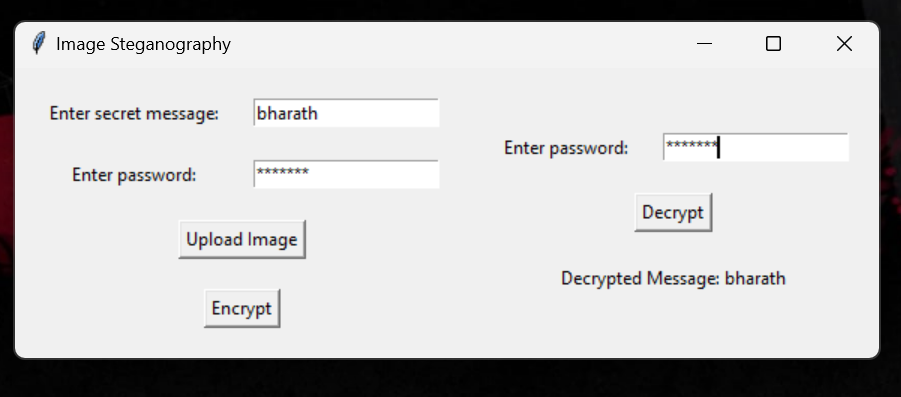 Image Steganography
Enter secret message: bharath
Enter password: *******
Upload Image
Encrypt
Enter password: *******
Decrypt
Decrypted Message: bharath